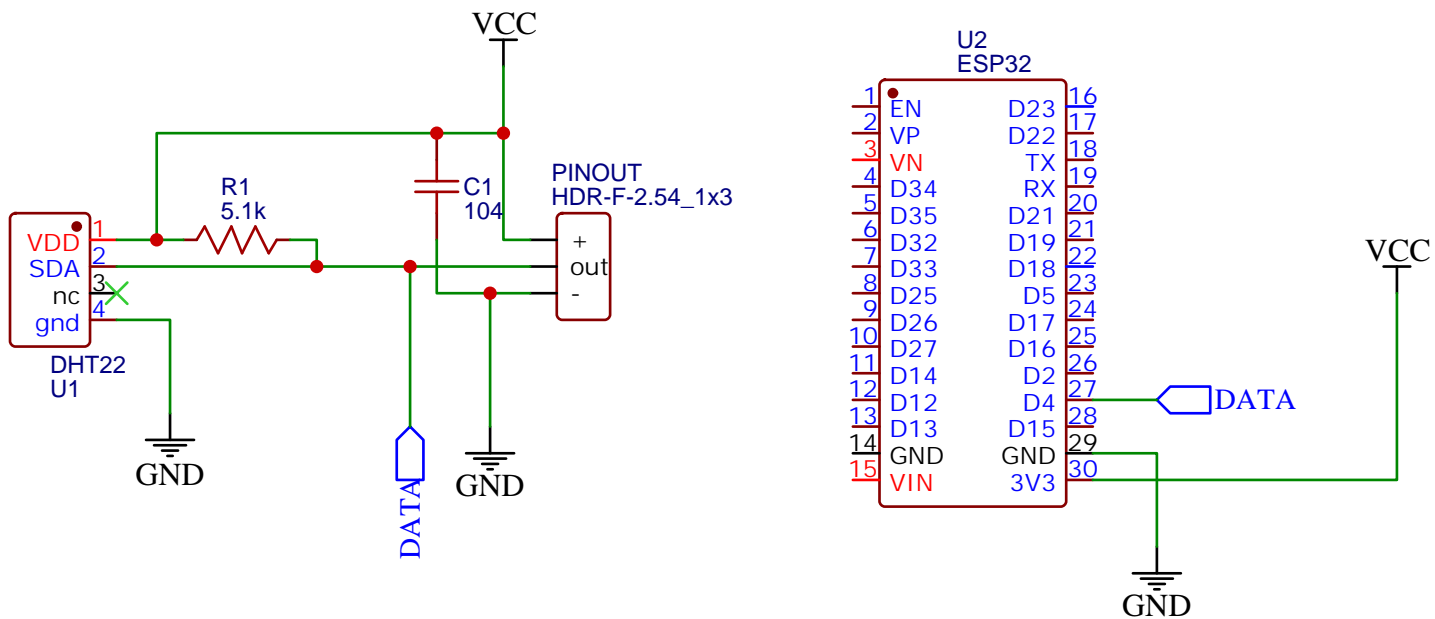 VCC
R1
5.1k
C1
104
PINOUT
HDR-F-2.54_1x3
+
out
-
1
VDD
2
SDA
3
nc
4
gnd
DHT22
U1
GND
DATA
GND
U2
ESP32
1 EN D23 16
2 VP D22 17
3 VN TX 18
4 D34 RX 19
5 D35 D21 20
6 D32 D19 21
7 D33 D18 22
8 D25 D5 23
9 D26 D17 24
10 D27 D16 25
11 D14 D2 26
12 D12 D4 27
13 D13 D15 28
14 GND GND 29
15 VIN 3V3 30
DATA
VCC
GND